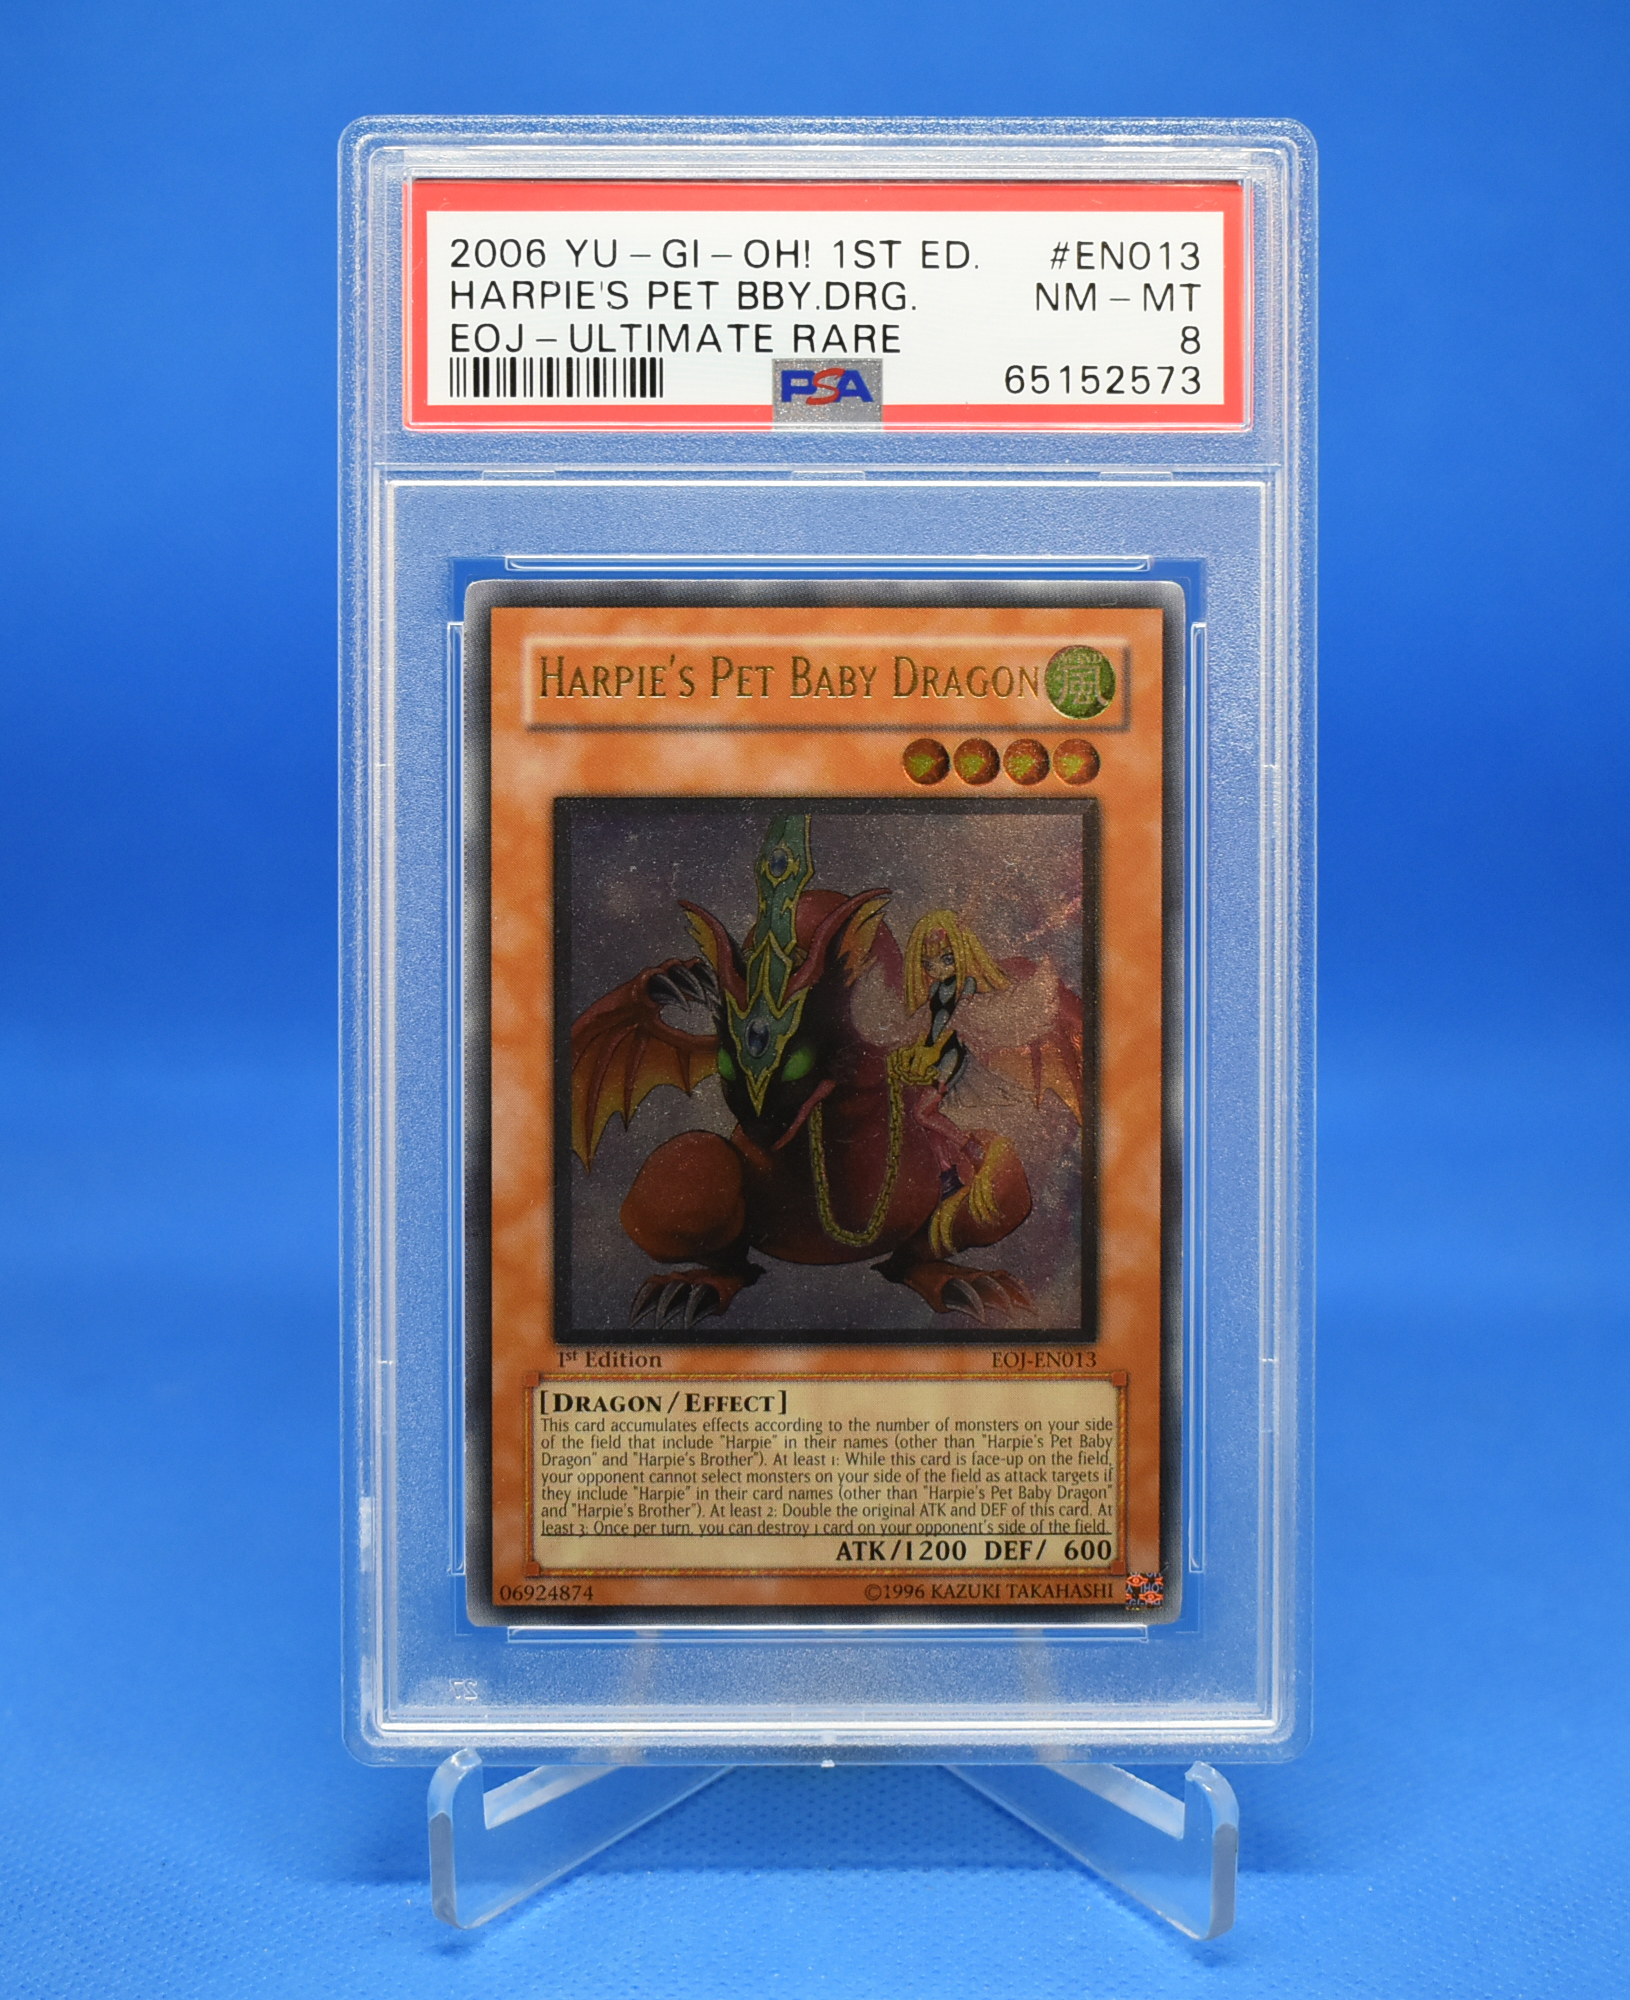 2006 YU-GI-OH! 1ST ED. #EN013
HARPIE'S PET BBY.DRG. NM-MT
EOJ-ULTIMATE RARE 8
PSA 65152573
HARPIE'S PET BABY DRAGON
WIND
風
1st Edition EOJ-EN013
[DRAGON/EFFECT]
This card accumulates effects according to the number of monsters on your side
of the field that include "Harpie" in their names (other than "Harpie's Pet Baby
Dragon" and "Harpie's Brother"). At least 1: While this card is face-up on the field,
your opponent cannot select monsters on your side of the field as attack targets if
they include "Harpie" in their card names (other than "Harpie's Pet Baby Dragon"
and "Harpie's Brother"). At least 2: Double the original ATK and DEF of this card. At
least 3: Once per turn, you can destroy 1 card on your opponent's side of the field.
ATK/1200 DEF/ 600
06924874 ©1996 KAZUKI TAKAHASHI